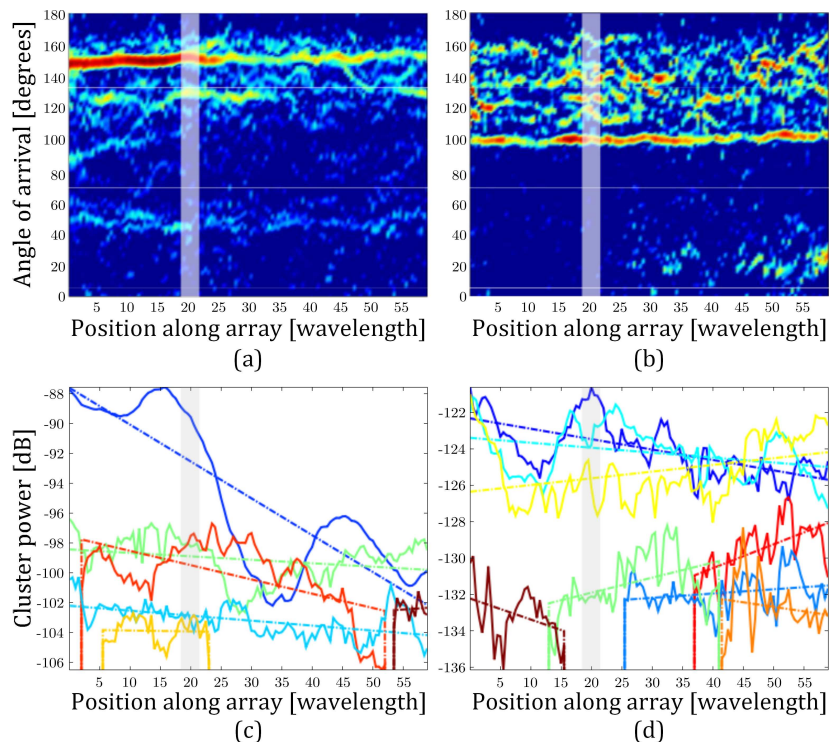 180
160
140
120
100
80
60
40
20
0
Angle of arrival [degrees]
5 10 15 20 25 30 35 40 45 50 55
Position along array [wavelength]
(a)
180
160
140
120
100
80
60
40
20
0
5 10 15 20 25 30 35 40 45 50 55
Position along array [wavelength]
(b)
-88
-90
-92
-94
-96
-98
-100
-102
-104
-106
Cluster power [dB]
5 10 15 20 25 30 35 40 45 50 55
Position along array [wavelength]
(c)
-122
-124
-126
-128
-130
-132
-134
-136
5 10 15 20 25 30 35 40 45 50 55
Position along array [wavelength]
(d)